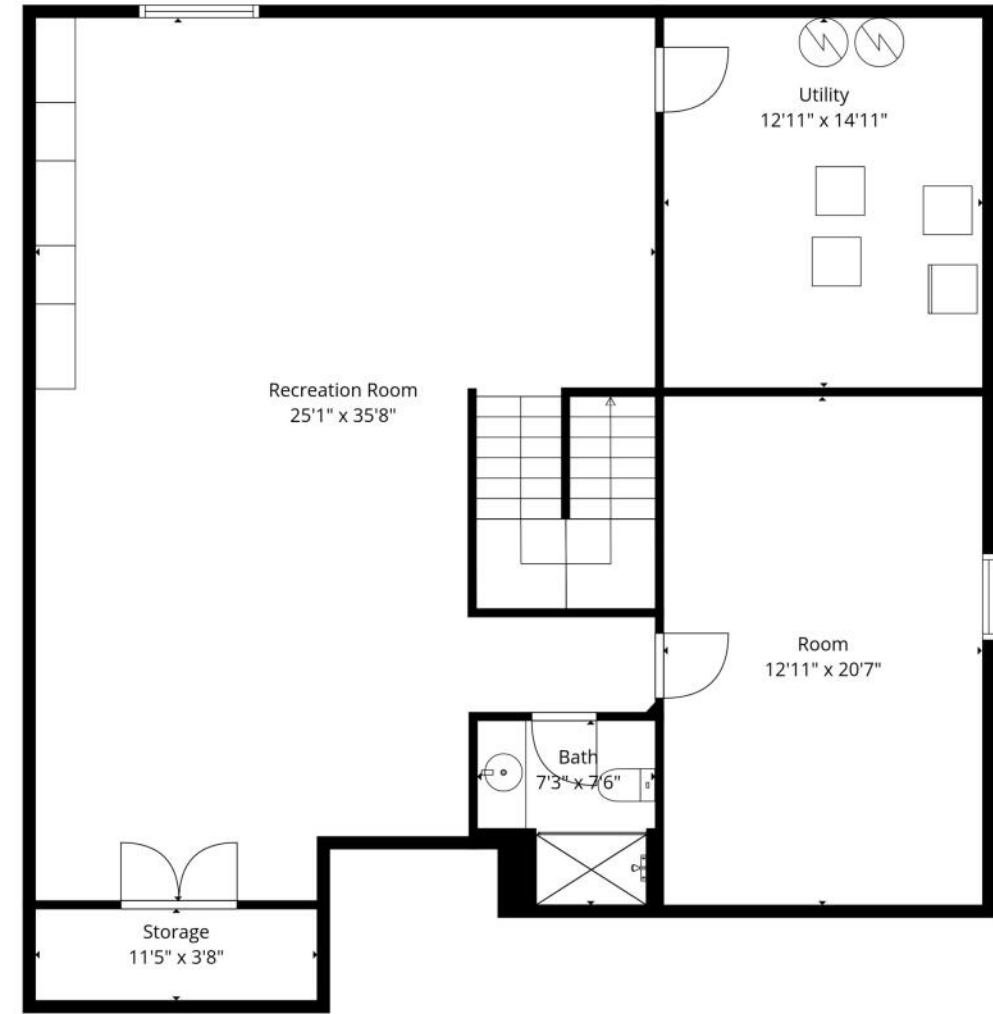 Utility
12'11" x 14'11"
Recreation Room
25'1" x 35'8"
Room
12'11" x 20'7"
Bath
7'3" x 7'6"
Storage
11'5" x 3'8"